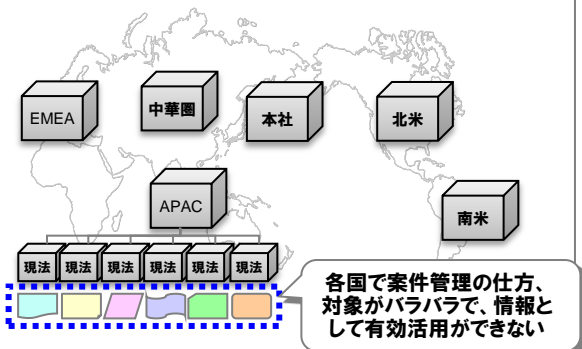 EMEA
中華圏
本社
北米
APAC
南米
現法
現法
現法
現法
現法
現法
各国で案件管理の仕方、
対象がバラバラで、情報と
して有効活用ができない